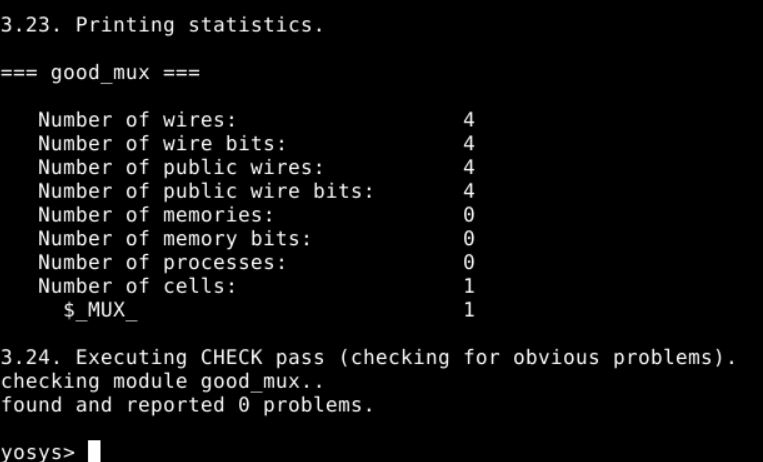 3.23. Printing statistics.
=== good_mux ===
Number of wires: 4
Number of wire bits: 4
Number of public wires: 4
Number of public wire bits: 4
Number of memories: 0
Number of memory bits: 0
Number of processes: 0
Number of cells: 1
$_MUX_ 1
3.24. Executing CHECK pass (checking for obvious problems).
checking module good_mux..
found and reported 0 problems.
yosys>